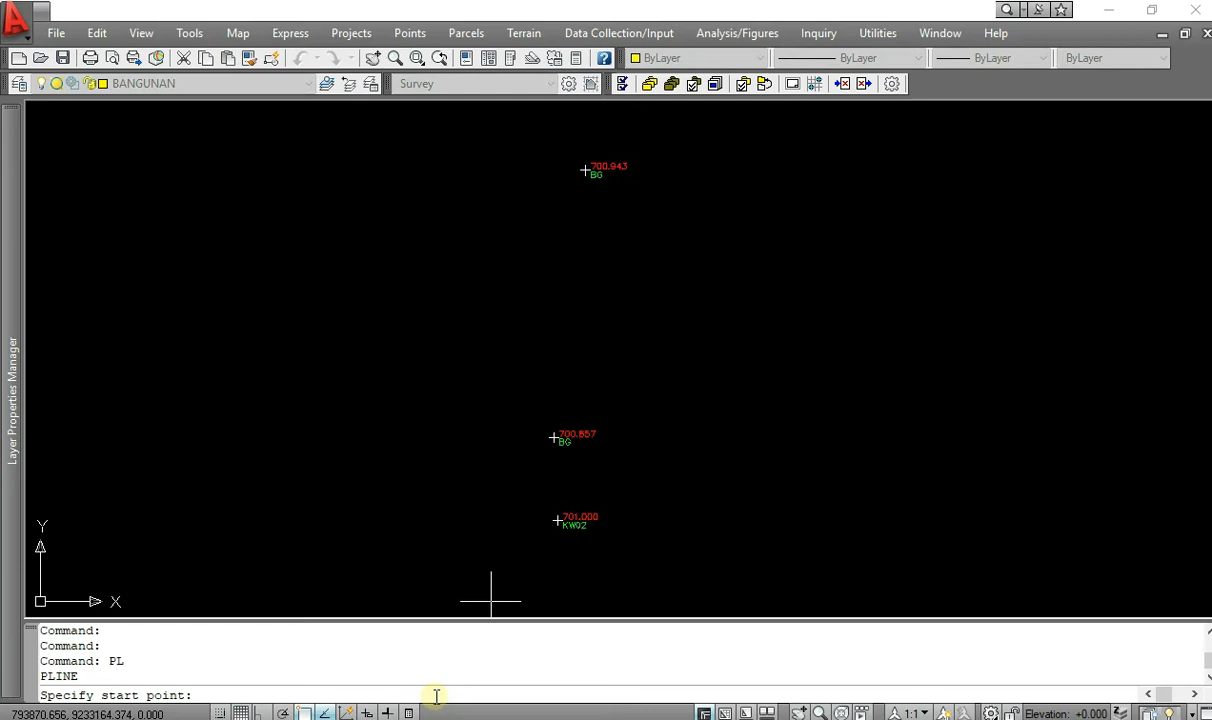 File Edit View Tools Map Express Projects Points Parcels Terrain Data Collection/Input Analysis/Figures Inquiry Utilities Window Help
ByLayer ByLayer ByLayer ByLayer
BANGUNAN Survey
700.943
BG
700.857
BG
701.000
KW02
Y
X
Layer Properties Manager
Command:
Command:
Command: PL
PLINE
Specify start point:
793870.656, 9233164.374, 0.000 1:1 Elevation: +0.000